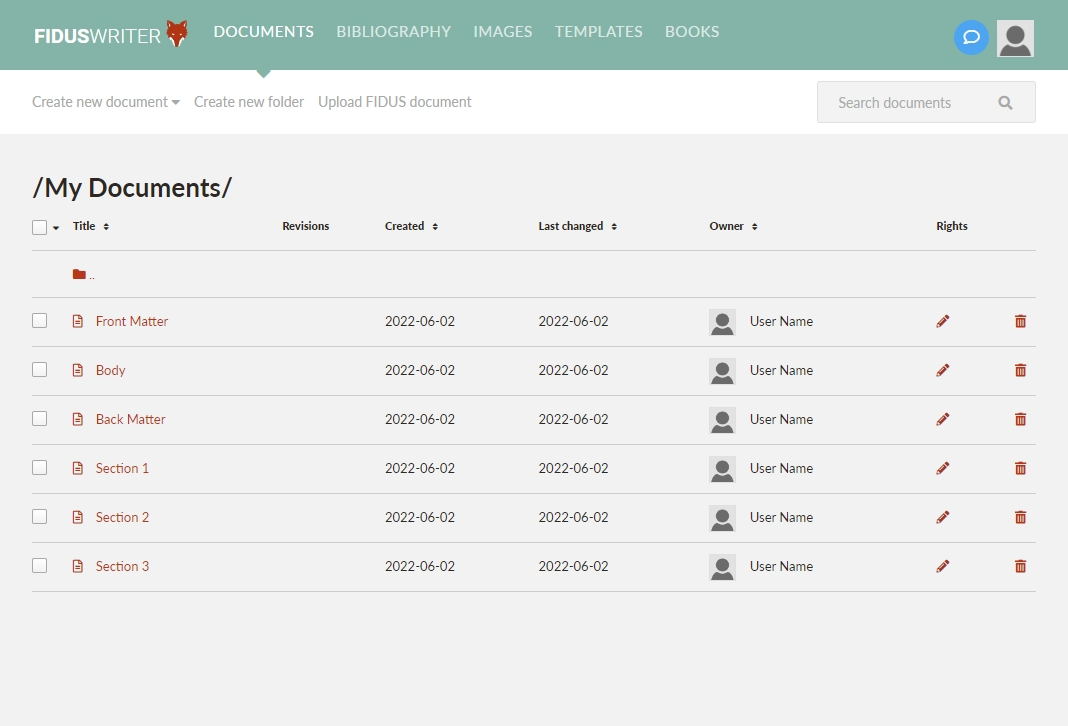 FIDUSWRITER DOCUMENTS BIBLIOGRAPHY IMAGES TEMPLATES BOOKS
Create new document Create new folder Upload FIDUS document Search documents
/My Documents/
Title Revisions Created Last changed Owner Rights
..
Front Matter 2022-06-02 2022-06-02 User Name
Body 2022-06-02 2022-06-02 User Name
Back Matter 2022-06-02 2022-06-02 User Name
Section 1 2022-06-02 2022-06-02 User Name
Section 2 2022-06-02 2022-06-02 User Name
Section 3 2022-06-02 2022-06-02 User Name